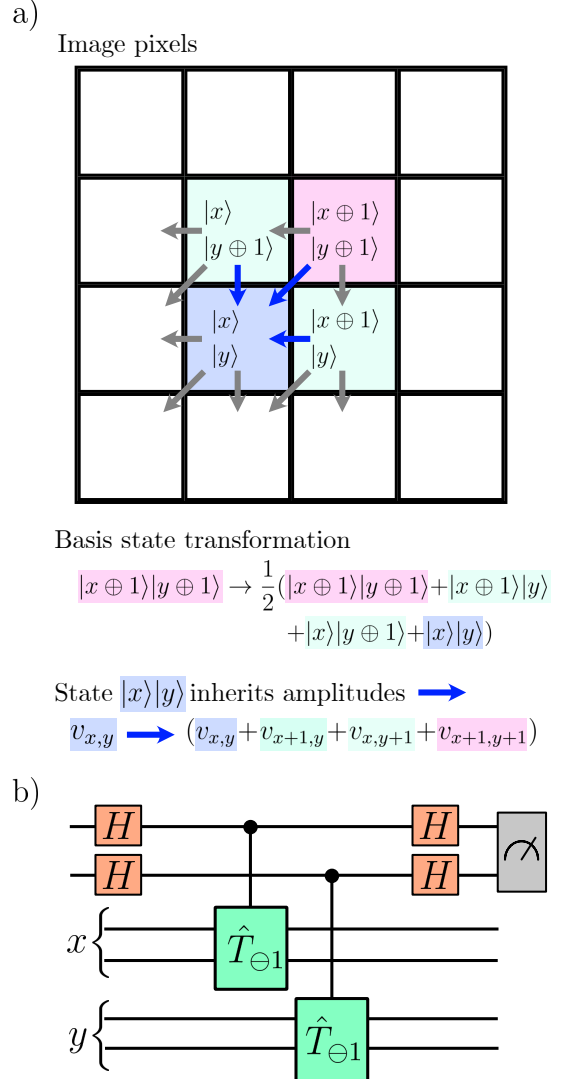 a)
Image pixels
|x⟩ |x ⊕ 1⟩
|y ⊕ 1⟩ |y ⊕ 1⟩
|x⟩ |x ⊕ 1⟩
|y⟩ |y⟩
Basis state transformation
|x ⊕ 1⟩|y ⊕ 1⟩ → 1/2(|x ⊕ 1⟩|y ⊕ 1⟩+|x ⊕ 1⟩|y⟩
+|x⟩|y ⊕ 1⟩+|x⟩|y⟩)
State |x⟩|y⟩ inherits amplitudes
v_{x,y} (v_{x,y}+v_{x+1,y}+v_{x,y+1}+v_{x+1,y+1})
b)
H H
H H
x T̂_{⊖1}
y T̂_{⊖1}